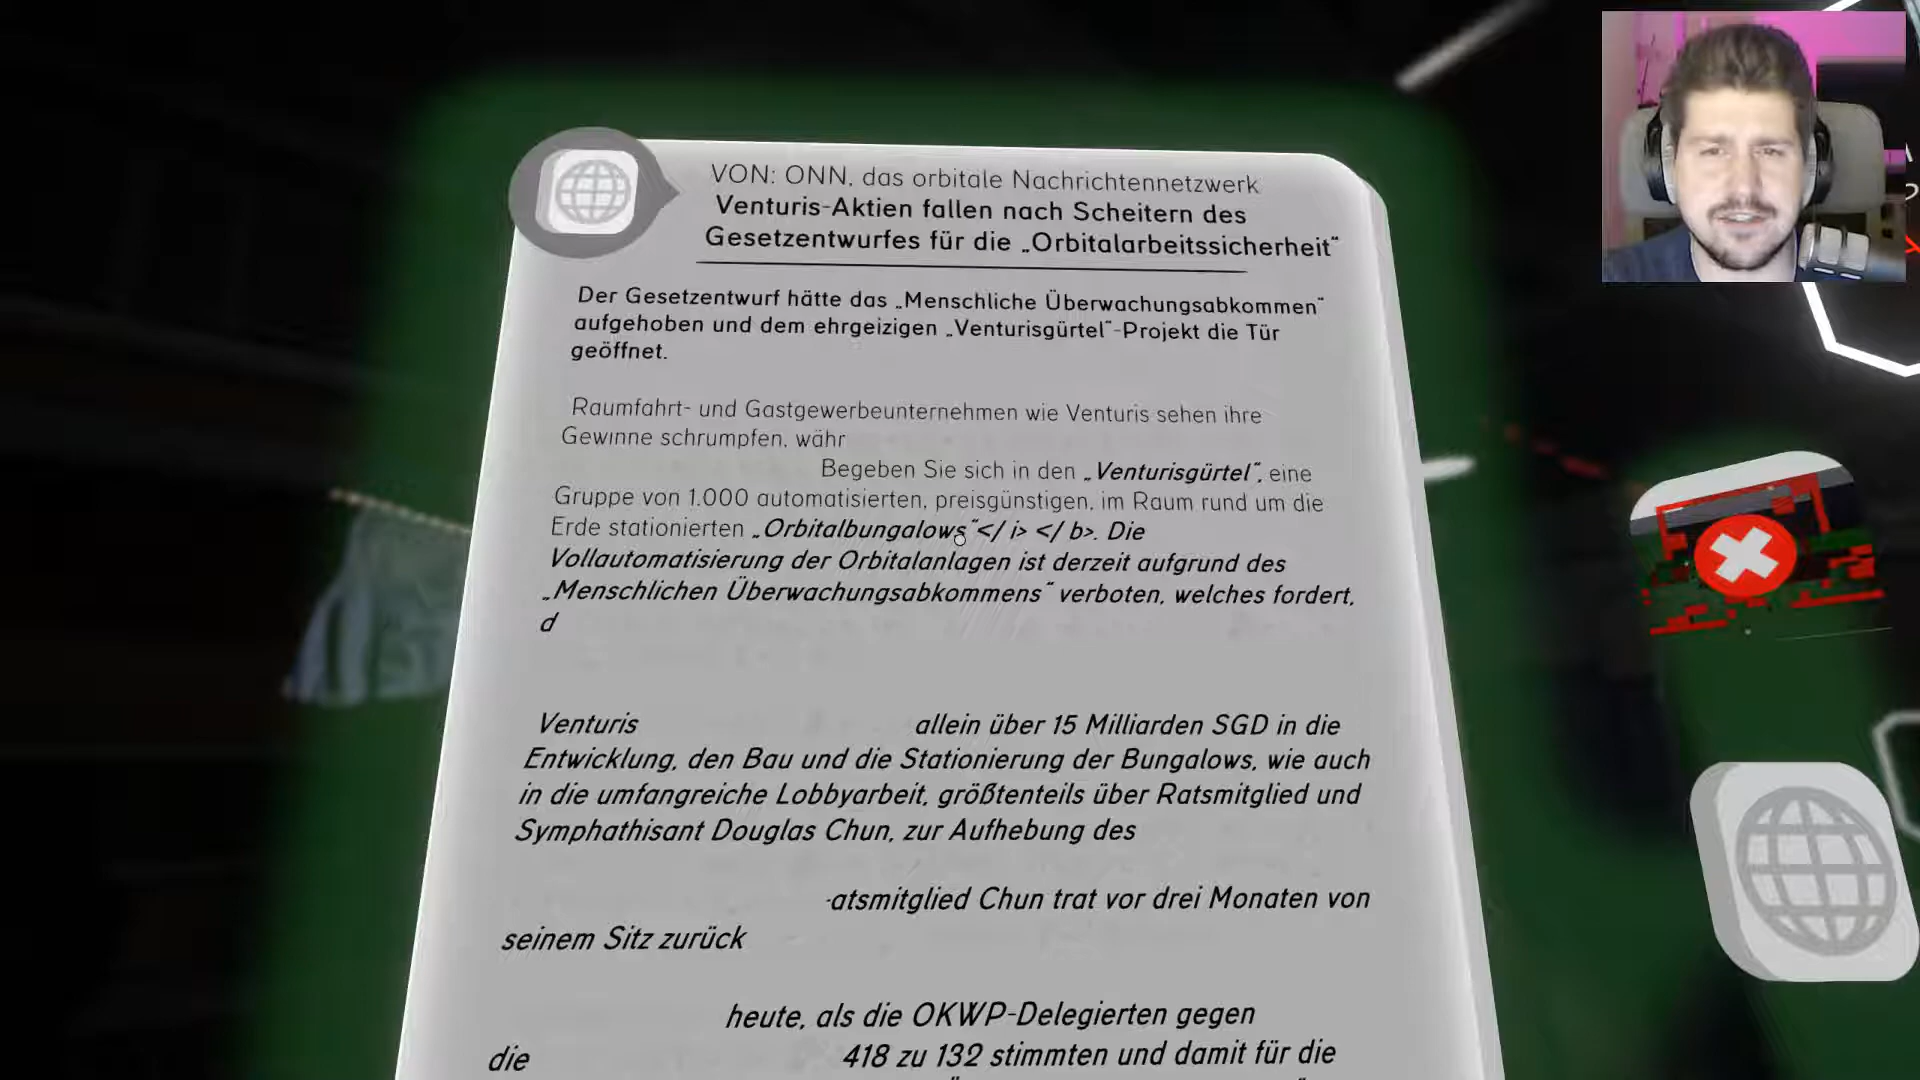 VON: ONN, das orbitale Nachrichtennetzwerk
Venturis-Aktien fallen nach Scheitern des
Gesetzentwurfes für die „Orbitalarbeitssicherheit“
Der Gesetzentwurf hätte das „Menschliche Überwachungsabkommen“
aufgehoben und dem ehrgeizigen „Venturisgürtel“-Projekt die Tür
geöffnet.
Raumfahrt- und Gastgewerbeunternehmen wie Venturis sehen ihre
Gewinne schrumpfen, währ
Begeben Sie sich in den „Venturisgürtel“, eine
Gruppe von 1.000 automatisierten, preisgünstigen, im Raum rund um die
Erde stationierten „Orbitalbungalows“</ i> </ b>. Die
Vollautomatisierung der Orbitalanlagen ist derzeit aufgrund des
„Menschlichen Überwachungsabkommens“ verboten, welches fordert,
d
Venturis allein über 15 Milliarden SGD in die
Entwicklung, den Bau und die Stationierung der Bungalows, wie auch
in die umfangreiche Lobbyarbeit, größtenteils über Ratsmitglied und
Symphathisant Douglas Chun, zur Aufhebung des
atsmitglied Chun trat vor drei Monaten von
seinem Sitz zurück
heute, als die OKWP-Delegierten gegen
die 418 zu 132 stimmten und damit für die